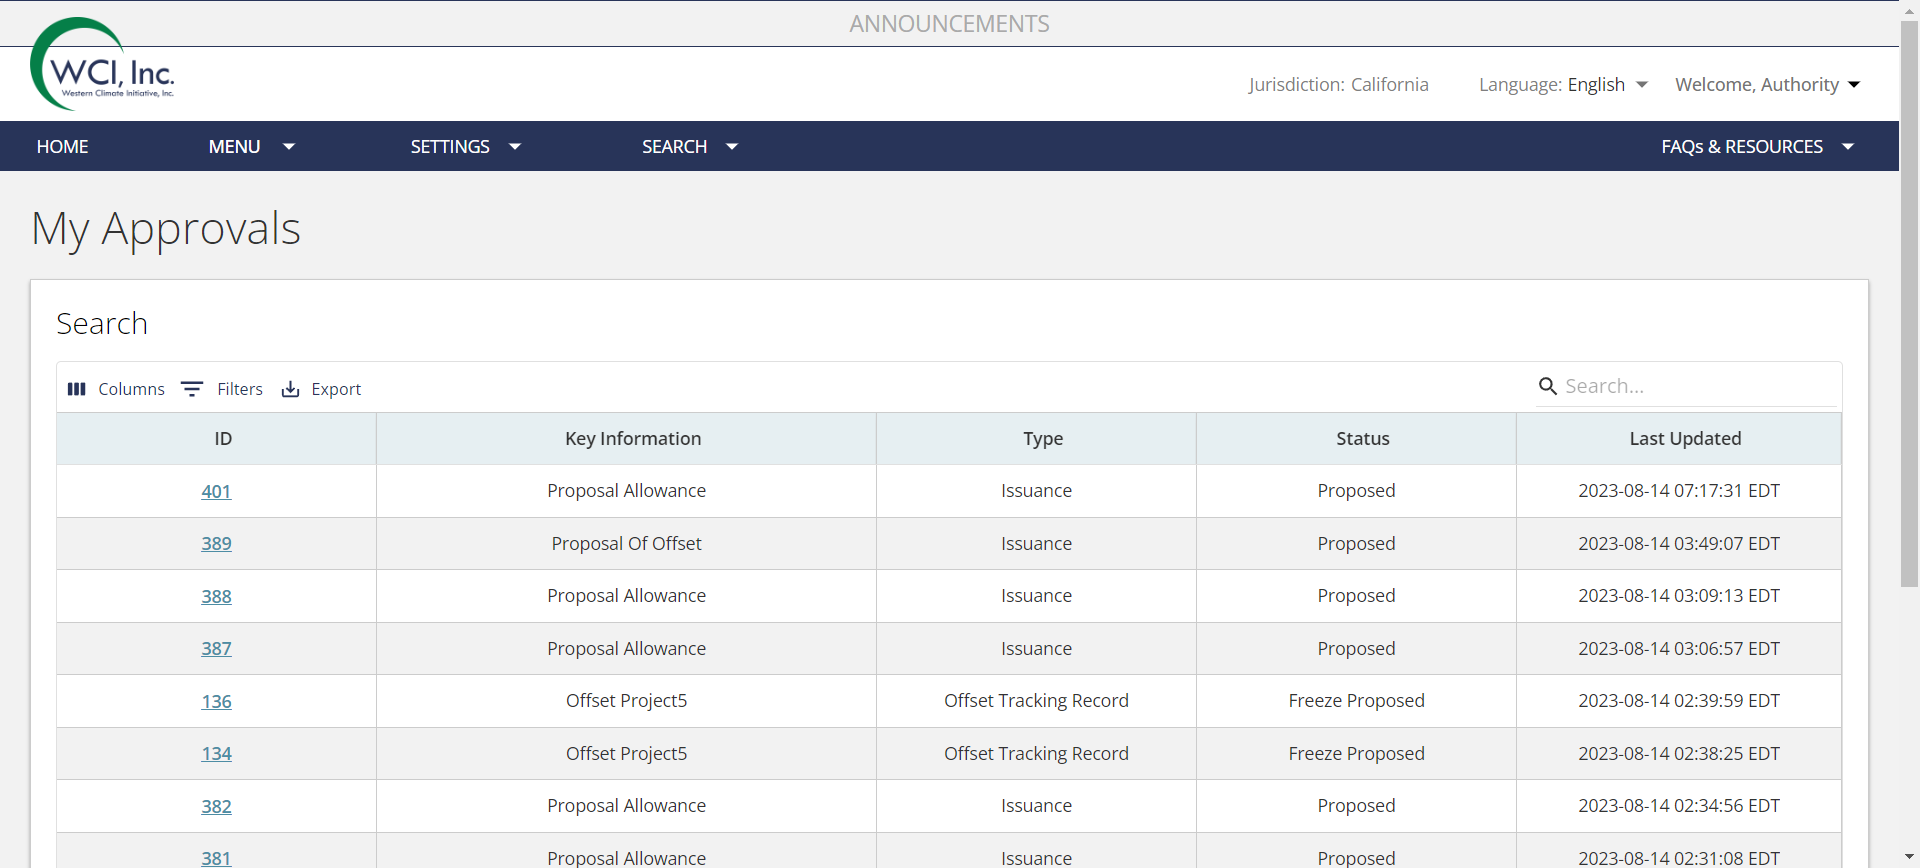 ANNOUNCEMENTS
WCI, Inc.
Western Climate Initiative, Inc.
Jurisdiction: California Language: English Welcome, Authority
HOME MENU SETTINGS SEARCH FAQs & RESOURCES
My Approvals
Search
Columns Filters Export Search...
ID Key Information Type Status Last Updated
401 Proposal Allowance Issuance Proposed 2023-08-14 07:17:31 EDT
389 Proposal Of Offset Issuance Proposed 2023-08-14 03:49:07 EDT
388 Proposal Allowance Issuance Proposed 2023-08-14 03:09:13 EDT
387 Proposal Allowance Issuance Proposed 2023-08-14 03:06:57 EDT
136 Offset Project5 Offset Tracking Record Freeze Proposed 2023-08-14 02:39:59 EDT
134 Offset Project5 Offset Tracking Record Freeze Proposed 2023-08-14 02:38:25 EDT
382 Proposal Allowance Issuance Proposed 2023-08-14 02:34:56 EDT
381 Proposal Allowance Issuance Proposed 2023-08-14 02:31:08 EDT